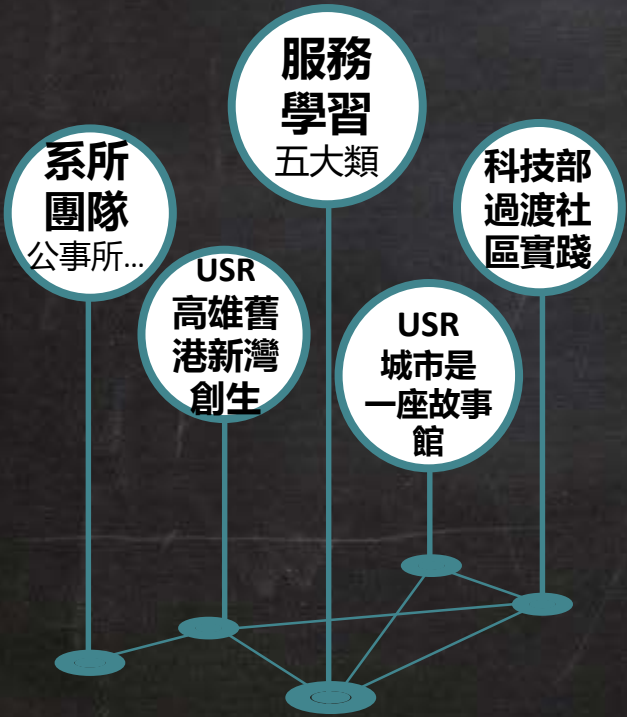 服務
學習
五大類
系所
團隊
公事所...
科技部
過渡社
區實踐
USR
高雄舊
港新灣
創生
USR
城市是
一座故事
館